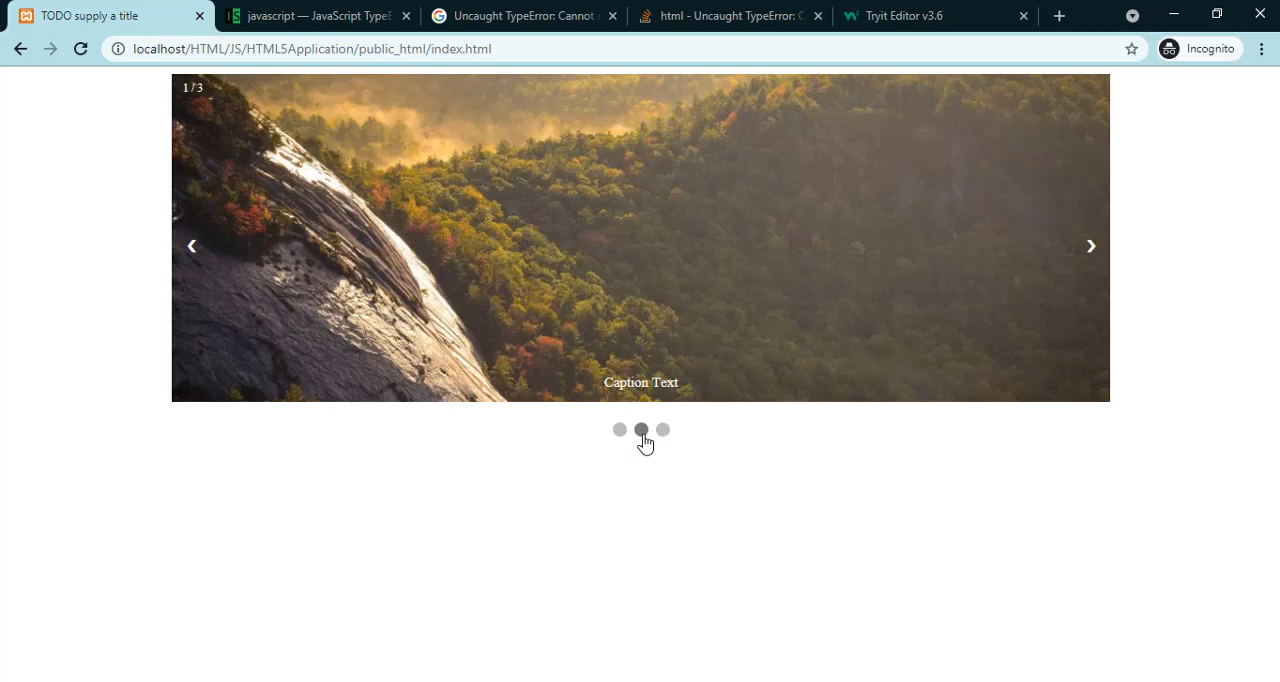 TODO supply a title
javascript — JavaScript TypeE
Uncaught TypeError: Cannot
html - Uncaught TypeError: C
Tryit Editor v3.6
localhost/HTML/JS/HTML5Application/public_html/index.html
Incognito
1 / 3
Caption Text